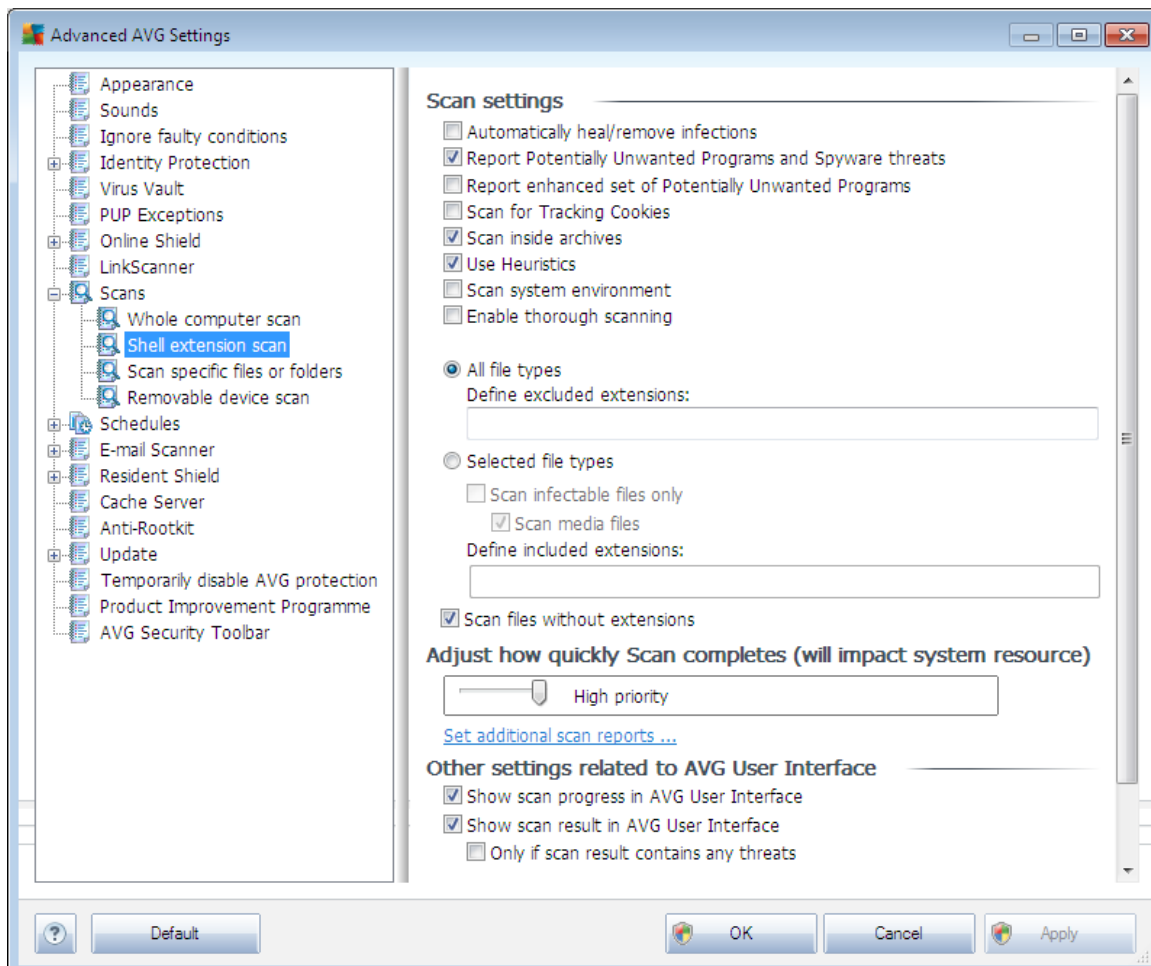 Advanced AVG Settings
Appearance
Sounds
Ignore faulty conditions
Identity Protection
Virus Vault
PUP Exceptions
Online Shield
LinkScanner
Scans
Whole computer scan
Shell extension scan
Scan specific files or folders
Removable device scan
Schedules
E-mail Scanner
Resident Shield
Cache Server
Anti-Rootkit
Update
Temporarily disable AVG protection
Product Improvement Programme
AVG Security Toolbar
Scan settings
Automatically heal/remove infections
Report Potentially Unwanted Programs and Spyware threats
Report enhanced set of Potentially Unwanted Programs
Scan for Tracking Cookies
Scan inside archives
Use Heuristics
Scan system environment
Enable thorough scanning
All file types
Define excluded extensions:
Selected file types
Scan infectable files only
Scan media files
Define included extensions:
Scan files without extensions
Adjust how quickly Scan completes (will impact system resource)
High priority
Set additional scan reports ...
Other settings related to AVG User Interface
Show scan progress in AVG User Interface
Show scan result in AVG User Interface
Only if scan result contains any threats
?
Default
OK
Cancel
Apply